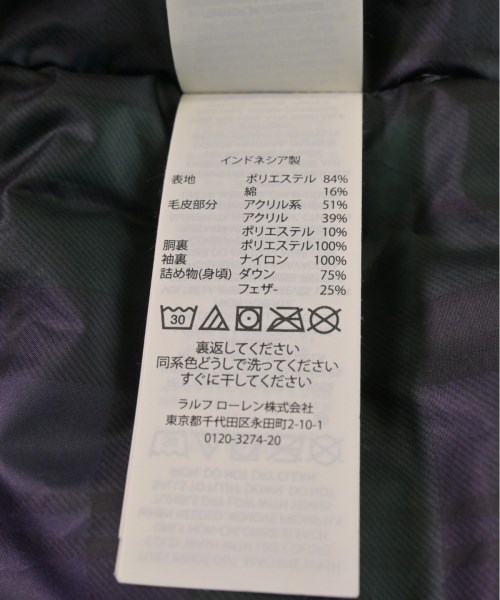 インドネシア製
表地 ポリエステル 84%
綿 16%
毛皮部分 アクリル系 51%
アクリル 39%
ポリエステル 10%
胴裏 ポリエステル100%
袖裏 ナイロン 100%
詰め物(身頃) ダウン 75%
フェザ- 25%
30
裏返してください
同系色どうしで洗ってください
すぐに干してください
ラルフ ローレン株式会社
東京都千代田区永田町2-10-1
0120-3274-20